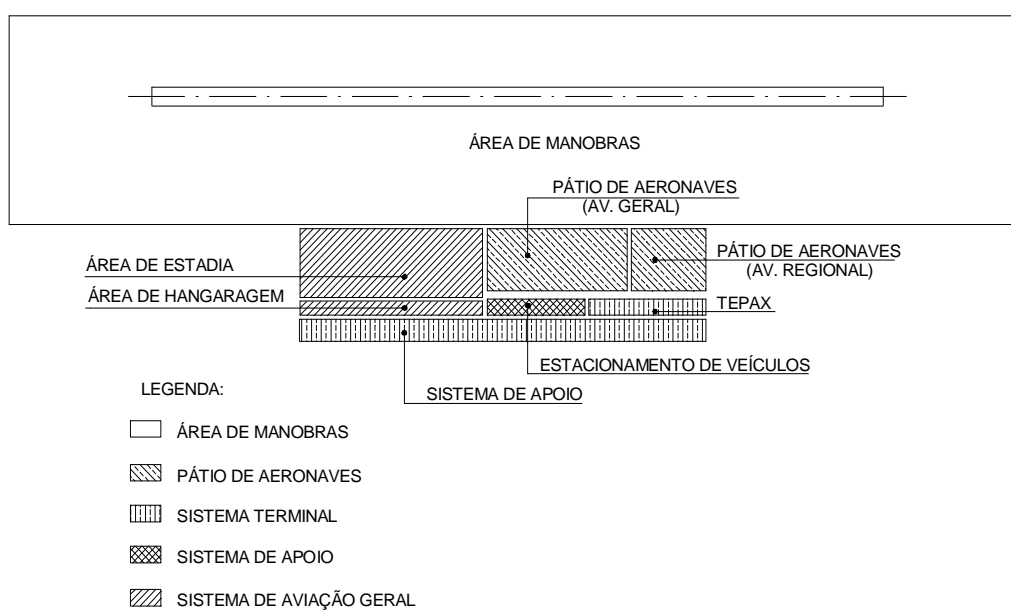 ÁREA DE MANOBRAS
PÁTIO DE AERONAVES
(AV. GERAL)
PÁTIO DE AERONAVES
(AV. REGIONAL)
ÁREA DE ESTADIA
ÁREA DE HANGARAGEM
TEPAX
ESTACIONAMENTO DE VEÍCULOS
SISTEMA DE APOIO
LEGENDA:
ÁREA DE MANOBRAS
PÁTIO DE AERONAVES
SISTEMA TERMINAL
SISTEMA DE APOIO
SISTEMA DE AVIAÇÃO GERAL